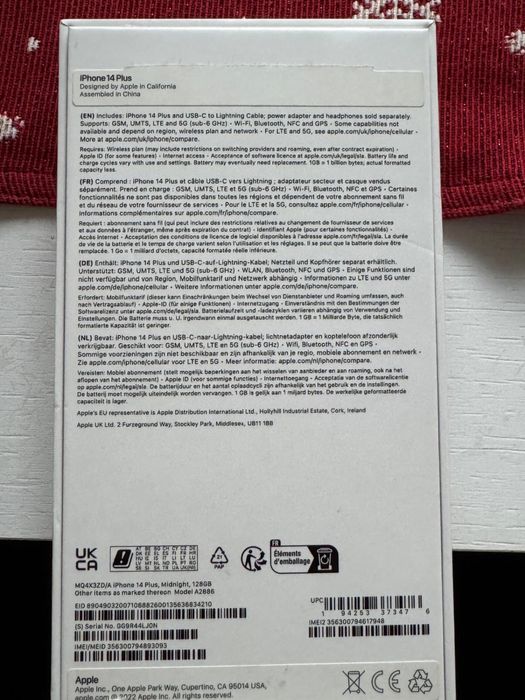 iPhone 14 Plus
Designed by Apple in California
Assembled in China
(EN) Includes: iPhone 14 Plus and USB-C to Lightning Cable; power adapter and headphones sold separately.
Supports: GSM, UMTS, LTE and 5G (sub-6 GHz) • Wi-Fi, Bluetooth, NFC and GPS • Some capabilities not
available and depend on region, wireless plan and network • For LTE and 5G, see apple.com/uk/iphone/cellular •
More at apple.com/uk/iphone/compare.
Requires: wireless plan (may include restrictions on switching providers and roaming, even after contract expiration) •
Apple ID (for some features) • Internet access • Acceptance of software licence at apple.com/uk/legal/sla. Battery life and
charge cycles vary with use and settings. Battery may eventually need replacement. 1GB = 1 billion bytes; actual formatted
capacity less.
(FR) Comprend : iPhone 14 Plus et câble USB-C vers Lightning ; adaptateur secteur et casque vendus
séparément. Prend en charge : GSM, UMTS, LTE et 5G (sub-6 GHz) • Wi-Fi, Bluetooth, NFC et GPS • Certaines
fonctionnalités ne sont pas disponibles dans toutes les régions et dépendent de votre abonnement sans fil
et du réseau de votre fournisseur de services • Pour le LTE et la 5G, consultez apple.com/fr/iphone/cellular •
Informations complémentaires sur apple.com/fr/iphone/compare.
Requiert : abonnement sans fil (qui peut inclure des restrictions relatives au changement de fournisseur de services
et aux données à l'étranger, même après expiration du contrat) • Identifiant Apple (pour certaines fonctionnalités) •
Accès Internet • Acceptation des conditions de licence de logiciel disponibles à l'adresse apple.com/fr/legal/sla. La durée
de vie de la batterie et le temps de charge varient selon l'utilisation et les réglages. Il se peut que la batterie doive être
remplacée. 1 Go = 1 milliard d'octets, capacité formatée réelle inférieure.
(DE) Enthält: iPhone 14 Plus und USB-C-auf-Lightning-Kabel; Netzteil und Kopfhörer separat erhältlich.
Unterstützt: GSM, UMTS, LTE und 5G (sub-6 GHz) • WLAN, Bluetooth, NFC und GPS • Einige Funktionen sind
nicht verfügbar und von Region, Mobilfunktarif und Netzwerk abhängig • Informationen zu LTE und 5G unter
apple.com/de/iphone/cellular • Weitere Informationen unter apple.com/de/iphone/compare.
Erfordert: Mobilfunktarif (dieser kann Einschränkungen beim Wechsel von Dienstanbieter und Roaming umfassen, auch
nach Vertragsablauf) • Apple-ID (für einige Funktionen) • Internetzugang • Einverständnis mit den Bestimmungen der
Softwarelizenz unter apple.com/de/legal/sla. Batterielaufzeit und -ladezyklen variieren abhängig von Verwendung und
Einstellungen. Die Batterie muss u. U. irgendwann ausgetauscht werden. 1 GB = 1 Milliarde Byte, die tatsächlich
formatierte Kapazität ist geringer.
(NL) Bevat: iPhone 14 Plus en USB-C-naar-Lightning-kabel; lichtnetadapter en koptelefoon afzonderlijk
verkrijgbaar. Geschikt voor: GSM, UMTS, LTE en 5G (sub-6 GHz) • Wifi, Bluetooth, NFC en GPS •
Sommige voorzieningen zijn niet beschikbaar en zijn afhankelijk van je regio, mobiele abonnement en netwerk •
Zie apple.com/iphone/cellular voor LTE en 5G • Meer informatie: apple.com/nl/iphone/compare.
Vereisten: Mobiel abonnement (stelt mogelijk beperkingen aan het wisselen van aanbieder en aan roaming, ook na het
aflopen van het abonnement) • Apple ID (voor sommige functies) • Internettoegang • Acceptatie van de softwarelicentie
op apple.com/nl/legal/sla. De batterijduur en het aantal oplaadcycli zijn afhankelijk van het gebruik en de instellingen.
De batterij moet mogelijk uiteindelijk worden vervangen. 1 GB is gelijk aan 1 miljard bytes. De werkelijke geformatteerde
capaciteit is lager.
Apple's EU representative is Apple Distribution International Ltd., Hollyhill Industrial Estate, Cork, Ireland
Apple UK Ltd. 2 Furzeground Way, Stockley Park, Middlesex, UB11 1BB
UK
CA
21
PAP
FR
Éléments
d'emballage
MQ4X3ZD/A iPhone 14 Plus, Midnight, 128GB
Other items as marked thereon Model A2886
EID 89049032007108882600135636834210
UPC
1 94253 37347 6
(S) Serial No. GG9R44LJ0N
IMEI2 356300794617948
IMEI/MEID 356300794893093
Apple
Apple Inc., One Apple Park Way, Cupertino, CA 95014, USA
apple.com © 2022 Apple Inc. All rights reserved.
CE